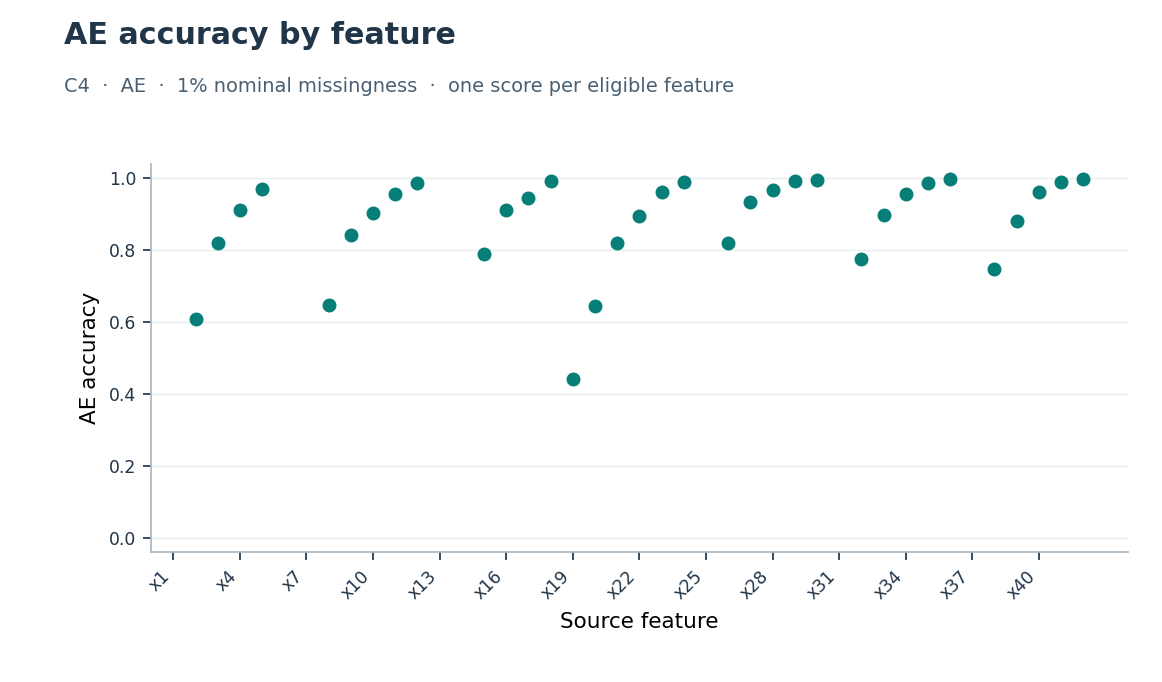 AE accuracy by feature
C4 · AE · 1% nominal missingness · one score per eligible feature
1.0
0.8
0.6
0.4
0.2
0.0
AE accuracy
x1 x4 x7 x10 x13 x16 x19 x22 x25 x28 x31 x34 x37 x40
Source feature